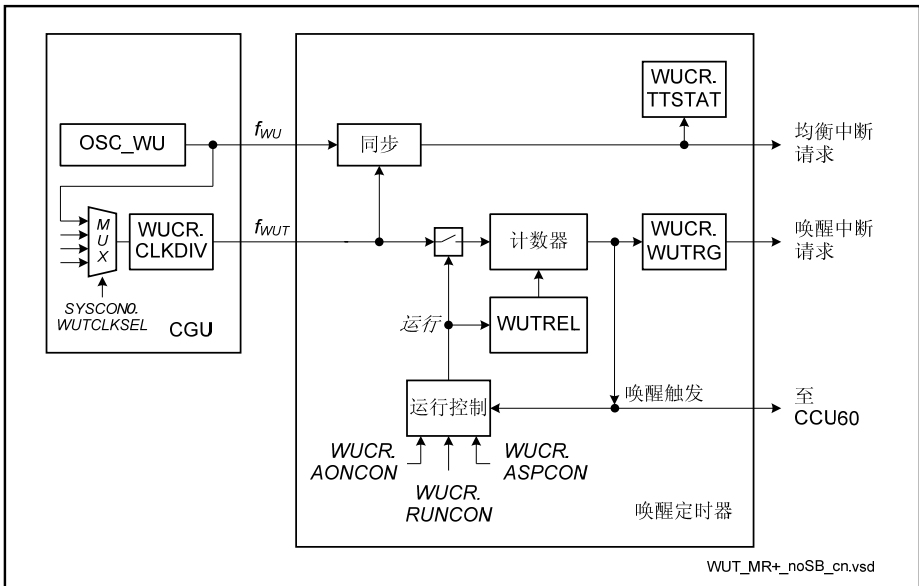 WUCR.
TTSTAT
OSC_WU
fWU
同步
均衡中断
请求
M
U
X
WUCR.
CLKDIV
fWUT
计数器
WUCR.
WUTRG
唤醒中断
请求
SYSCON0.
WUTCLKSEL
CGU
运行
WUTREL
运行控制
唤醒触发
至
CCU60
WUCR.
AONCON
WUCR.
RUNCON
WUCR.
ASPCON
唤醒定时器
WUT_MR+_noSB_cn.vsd